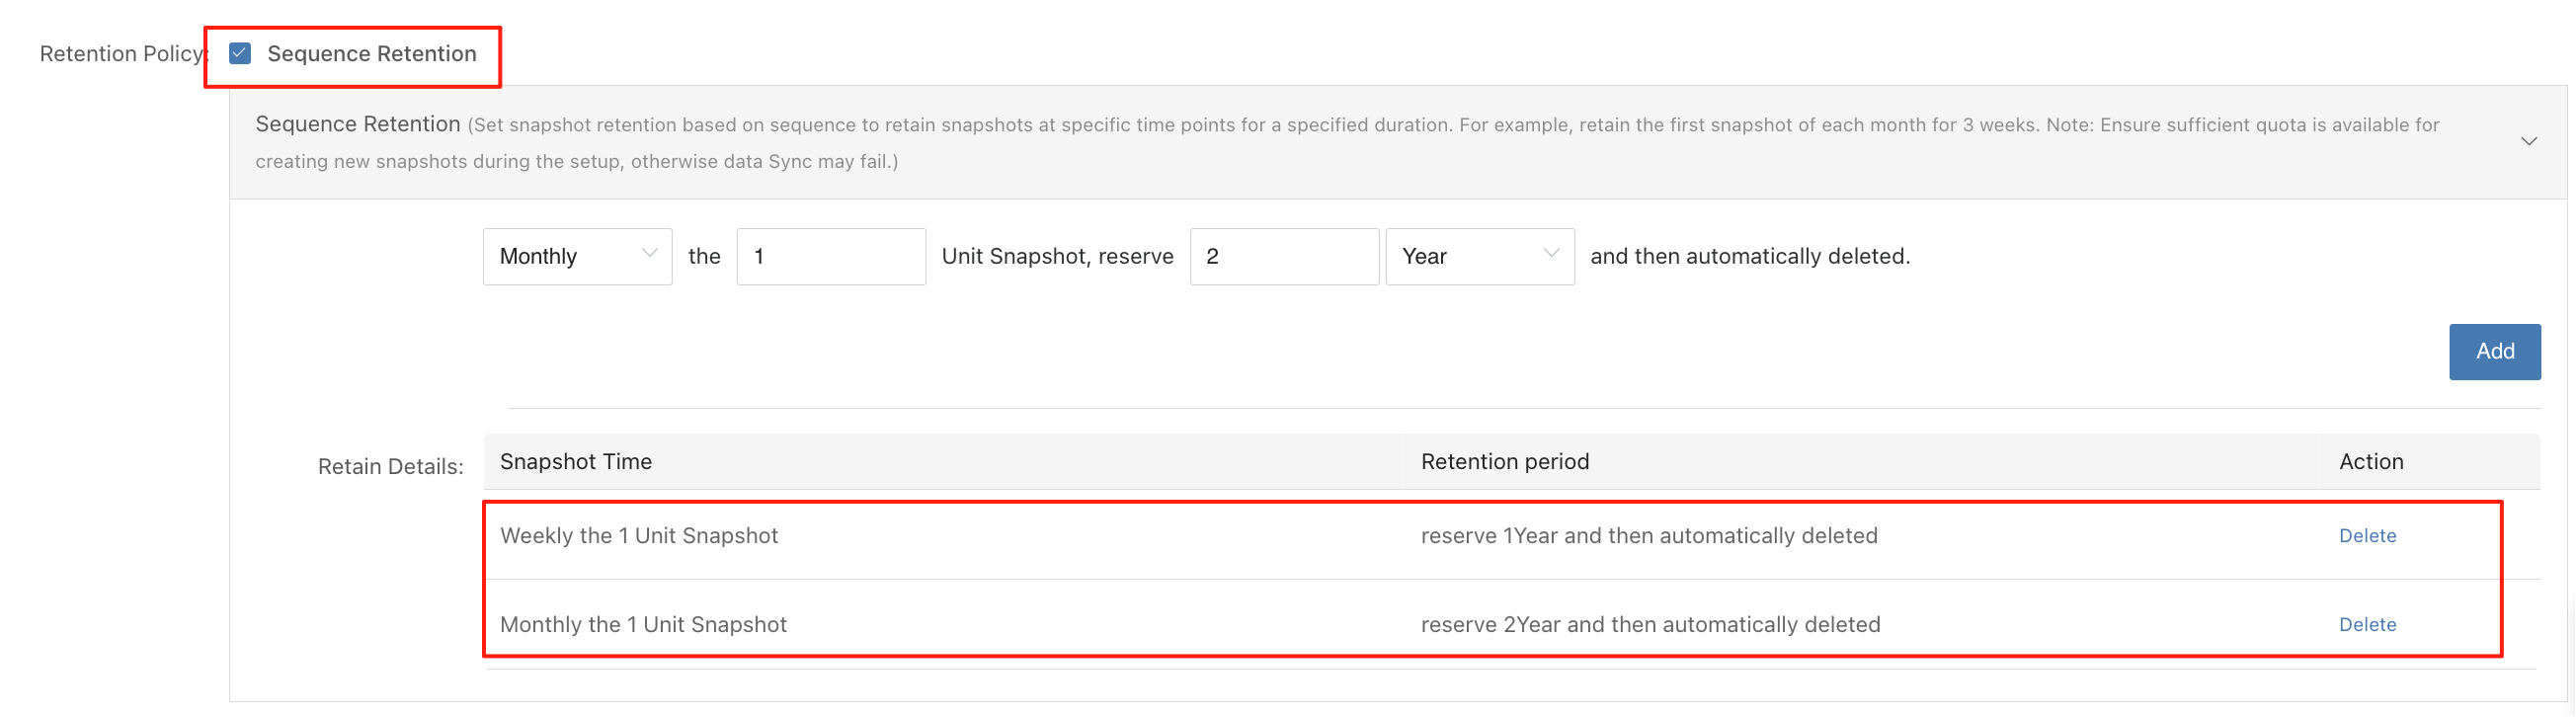 Retention Policy: Sequence Retention
Sequence Retention (Set snapshot retention based on sequence to retain snapshots at specific time points for a specified duration. For example, retain the first snapshot of each month for 3 weeks. Note: Ensure sufficient quota is available for
creating new snapshots during the setup, otherwise data Sync may fail.)
Monthly the 1 Unit Snapshot, reserve 2 Year and then automatically deleted.
Add
Retain Details: Snapshot Time Retention period Action
Weekly the 1 Unit Snapshot reserve 1Year and then automatically deleted Delete
Monthly the 1 Unit Snapshot reserve 2Year and then automatically deleted Delete